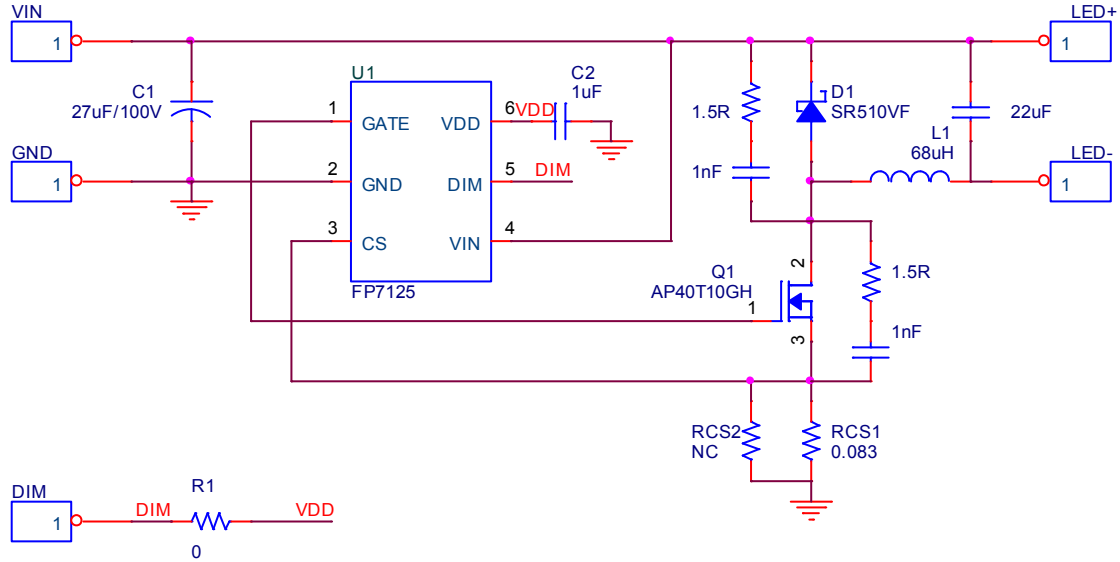 VIN
1
LED+
1
U1
C1
27uF/100V
C2
1uF
1
GATE
VDD
6
VDD
2
GND
DIM
5
DIM
3
CS
VIN
4
FP7125
GND
1
1.5R
1nF
D1
SR510VF
L1
68uH
22uF
LED-
1
Q1
AP40T10GH
1
2
3
1.5R
1nF
RCS2
NC
RCS1
0.083
DIM
1
DIM
R1
0
VDD